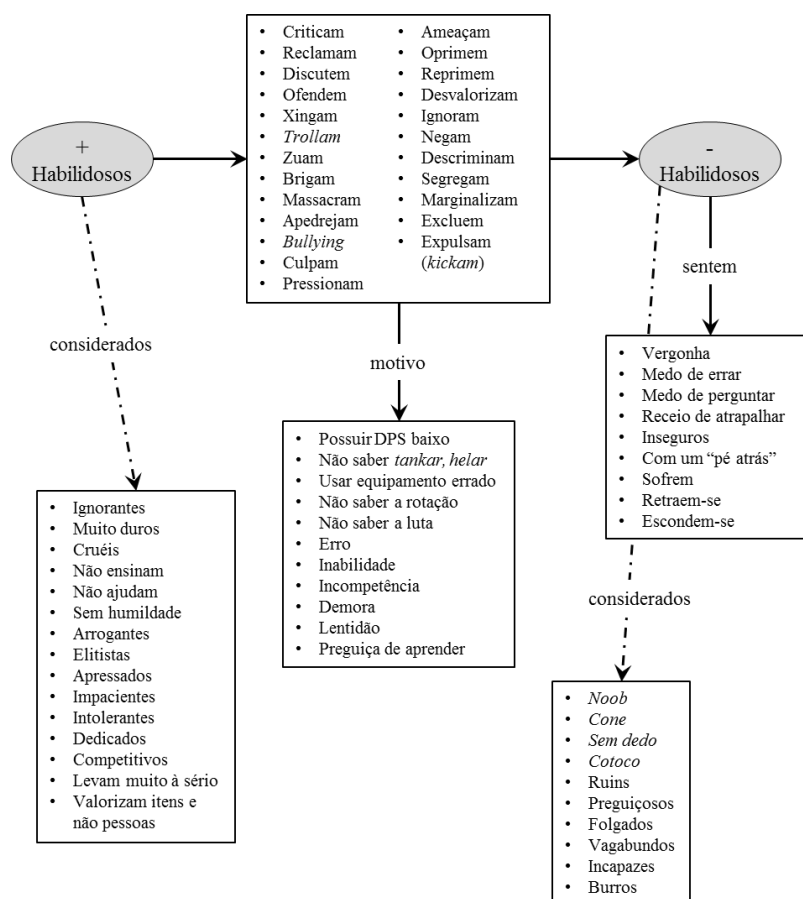 +
Habilidosos
• Criticam
• Reclamam
• Discutem
• Ofendem
• Xingam
• Trollam
• Zuam
• Brigam
• Massacram
• Apedrejam
• Bullying
• Culpam
• Pressionam
• Ameaçam
• Oprimem
• Reprimem
• Desvalorizam
• Ignoram
• Negam
• Descriminam
• Segregam
• Marginalizam
• Excluem
• Expulsam
(kickam)
-
Habilidosos
considerados
motivo
sentem
• Ignorantes
• Muito duros
• Cruéis
• Não ensinam
• Não ajudam
• Sem humildade
• Arrogantes
• Elitistas
• Apressados
• Impacientes
• Intolerantes
• Dedicados
• Competitivos
• Levam muito à sério
• Valorizam itens e
não pessoas
• Possuir DPS baixo
• Não saber tankar, helar
• Usar equipamento errado
• Não saber a rotação
• Não saber a luta
• Erro
• Inabilidade
• Incompetência
• Demora
• Lentidão
• Preguiça de aprender
• Vergonha
• Medo de errar
• Medo de perguntar
• Receio de atrapalhar
• Inseguros
• Com um “pé atrás”
• Sofrem
• Retraem-se
• Escondem-se
considerados
• Noob
• Cone
• Sem dedo
• Cotoco
• Ruins
• Preguiçosos
• Folgados
• Vagabundos
• Incapazes
• Burros